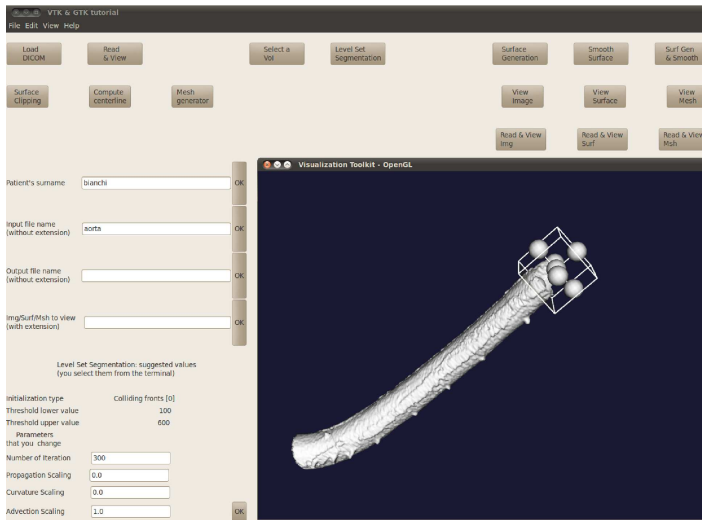 VTK & GTK tutorial
File Edit View Help
Load
DICOM
Read
& View
Select a
VoI
Level Set
Segmentation
Surface
Generation
Smooth
Surface
Surf Gen
& Smooth
Surface
Clipping
Compute
centerline
Mesh
generator
View
Image
View
Surface
View
Mesh
Read & View
Img
Read & View
Surf
Read & View
Msh
Visualization Toolkit - OpenGL
Patient's surname bianchi OK
Input file name
(without extension) aorta OK
Output file name
(without extension) OK
Img/Surf/Msh to view
(with extension) OK
Level Set Segmentation: suggested values
(you select them from the terminal)
Initialization type Colliding fronts [0]
Threshold lower value 100
Threshold upper value 600
Parameters
that you change
Number of Iteration 300
Propagation Scaling 0.0
Curvature Scaling 0.0
Advection Scaling 1.0 OK